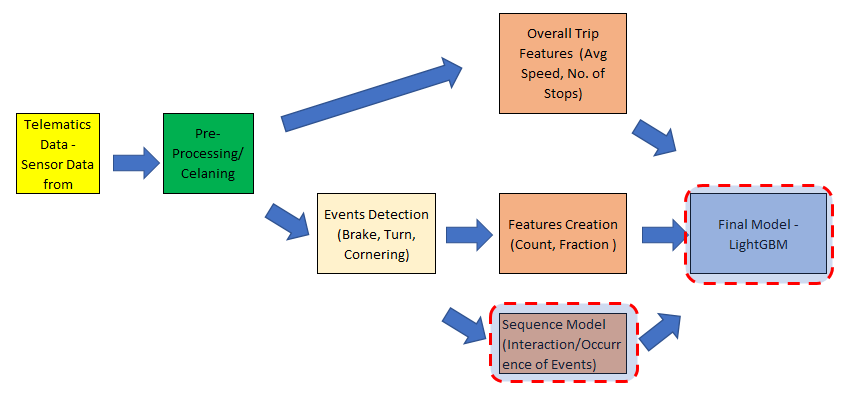 Overall Trip
Features (Avg
Speed, No. of
Stops)
Telematics
Data -
Sensor Data
from
Pre-
Processing/
Celaning
Events Detection
(Brake, Turn,
Cornering)
Features Creation
(Count, Fraction )
Final Model -
LightGBM
Sequence Model
(Interaction/Occurr
ence of Events)